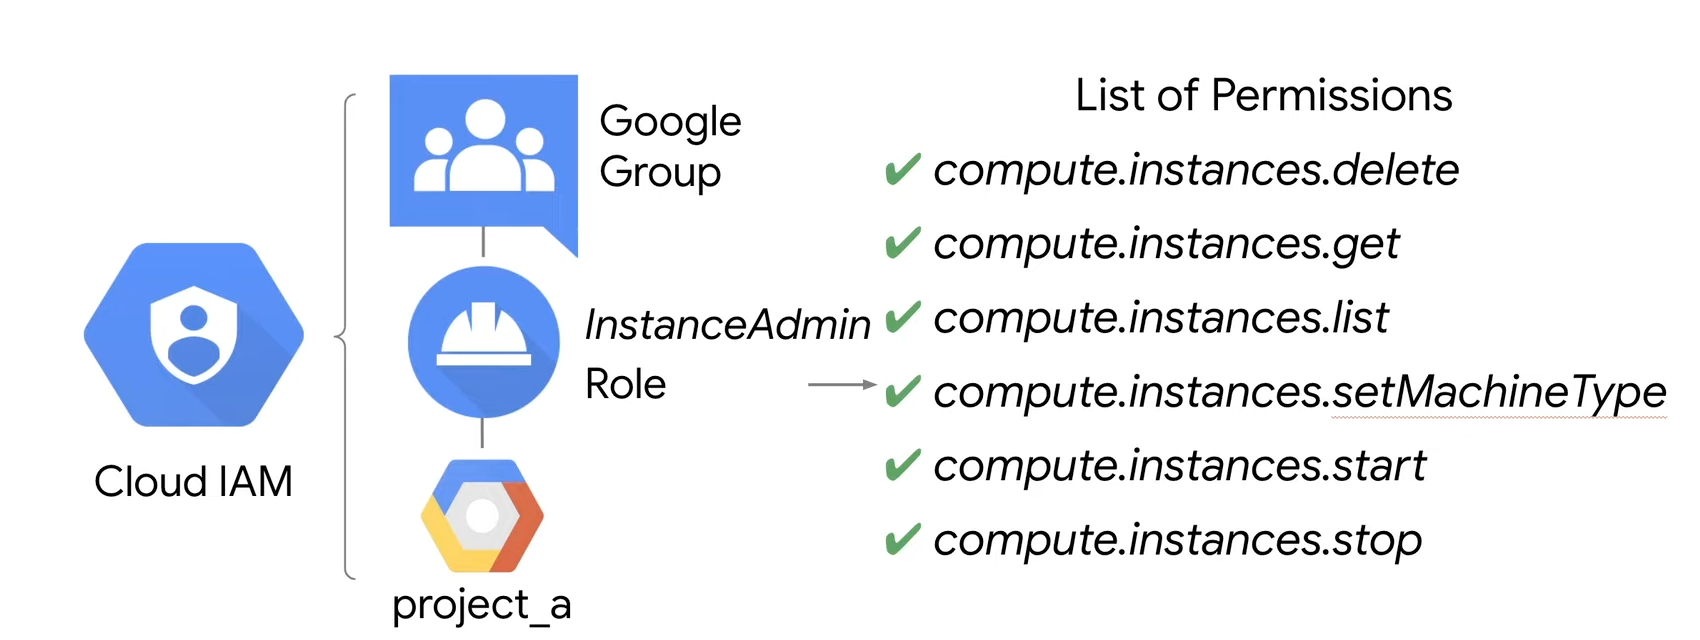 Cloud IAM
Google
Group
InstanceAdmin
Role
project_a
List of Permissions
✔ compute.instances.delete
✔ compute.instances.get
✔ compute.instances.list
✔ compute.instances.setMachineType
✔ compute.instances.start
✔ compute.instances.stop